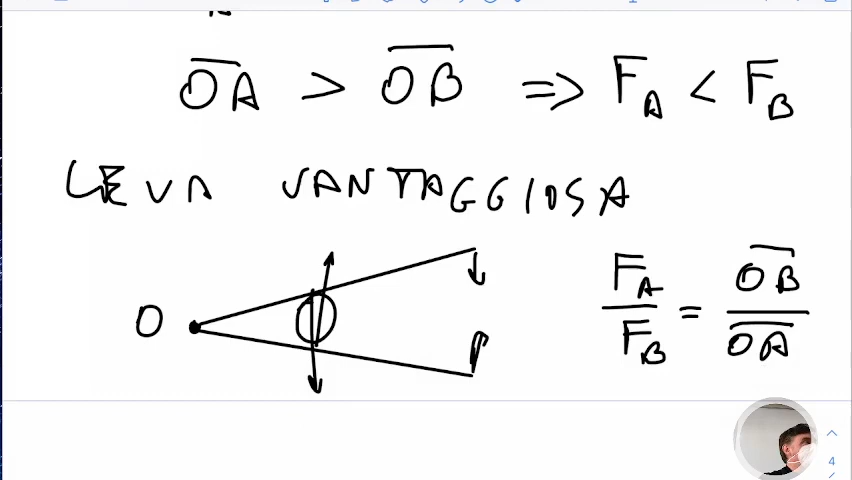 OA > OB => FA < FB
LEVA VANTAGGIOSA
O
FA/FB = OB/OA
4